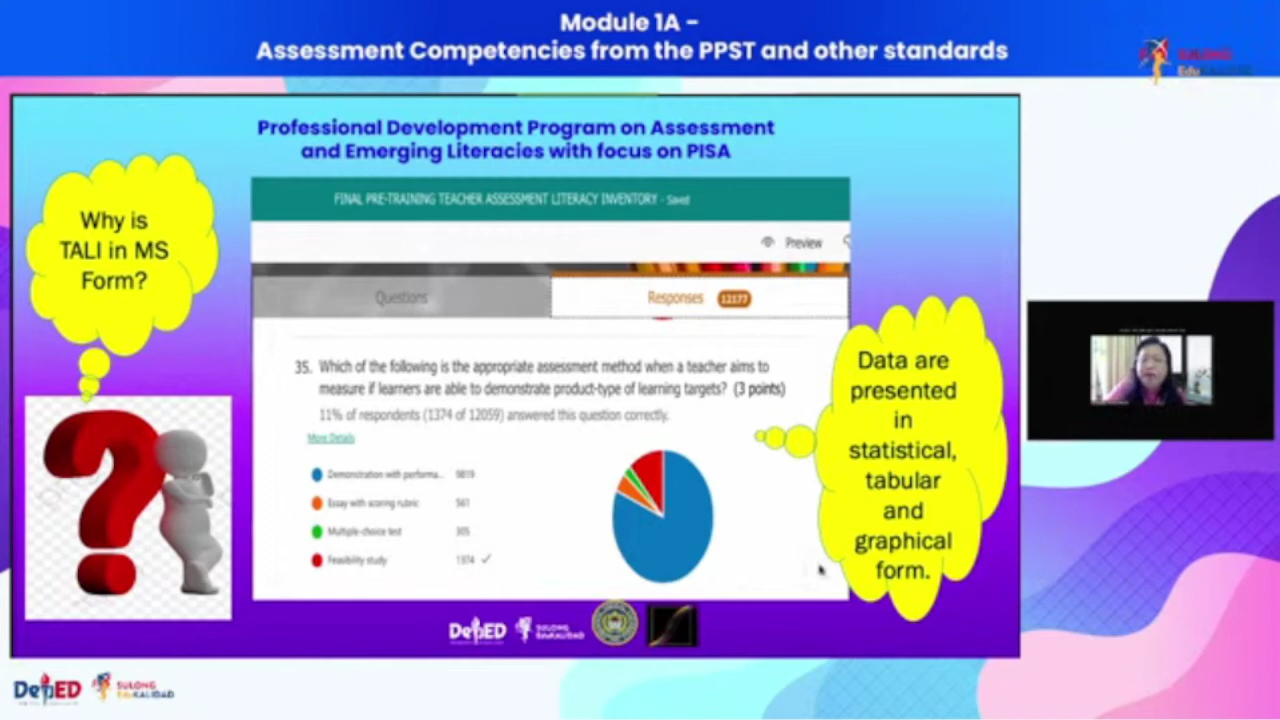 Module 1A -
Assessment Competencies from the PPST and other standards
SULONG
Professional Development Program on Assessment
and Emerging Literacies with focus on PISA
Why is
TALI in MS
Form?
FINAL PRE-TRAINING TEACHER ASSESSMENT LITERACY INVENTORY - Saved
Preview
Questions
Responses 12177
35. Which of the following is the appropriate assessment method when a teacher aims to
measure if learners are able to demonstrate product-type of learning targets? (3 points)
11% of respondents (1374 of 12059) answered this question correctly.
More Details
Demonstration with performa... 9819
Essay with scoring rubric 561
Multiple-choice test 305
Feasibility study 1374 ✓
Data are
presented
in
statistical,
tabular
and
graphical
form.
DepED SULONG EduKALIDAD
DepED SULONG EduKALIDAD